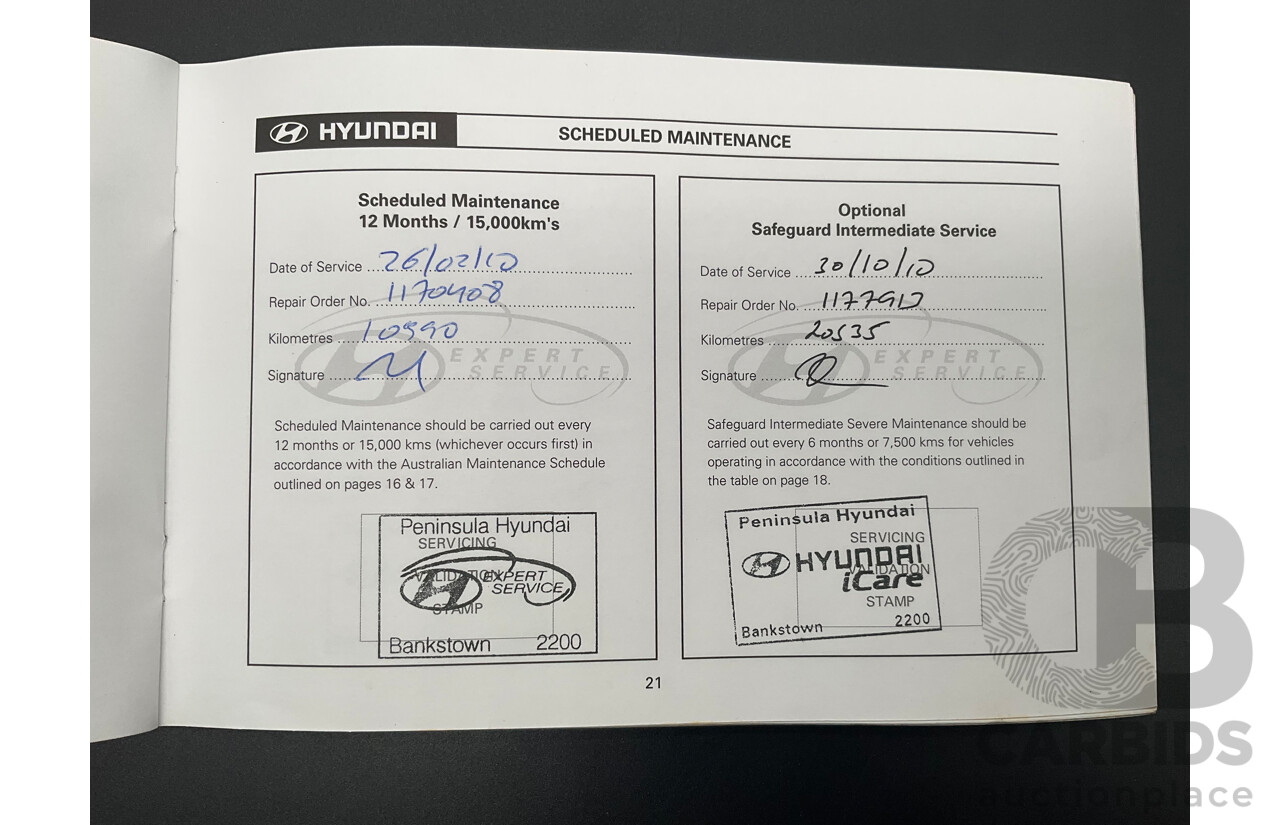 HYUNDAI
SCHEDULED MAINTENANCE
Scheduled Maintenance
12 Months / 15,000km's
Date of Service 26/02/10
Repair Order No. 1170408
Kilometres 10990
Signature
EXPERT
SERVICE
Scheduled Maintenance should be carried out every
12 months or 15,000 kms (whichever occurs first) in
accordance with the Australian Maintenance Schedule
outlined on pages 16 & 17.
Peninsula Hyundai
SERVICING
VALIDATION
EXPERT
SERVICE
STAMP
Bankstown 2200
Optional
Safeguard Intermediate Service
Date of Service 30/10/10
Repair Order No. 1177917
Kilometres 20535
Signature
EXPERT
SERVICE
Safeguard Intermediate Severe Maintenance should be
carried out every 6 months or 7,500 kms for vehicles
operating in accordance with the conditions outlined in
the table on page 18.
Peninsula Hyundai
SERVICING
HYUNDAI
VALIDATION
iCare
STAMP
Bankstown 2200
21
CARBIDS
auctionplace